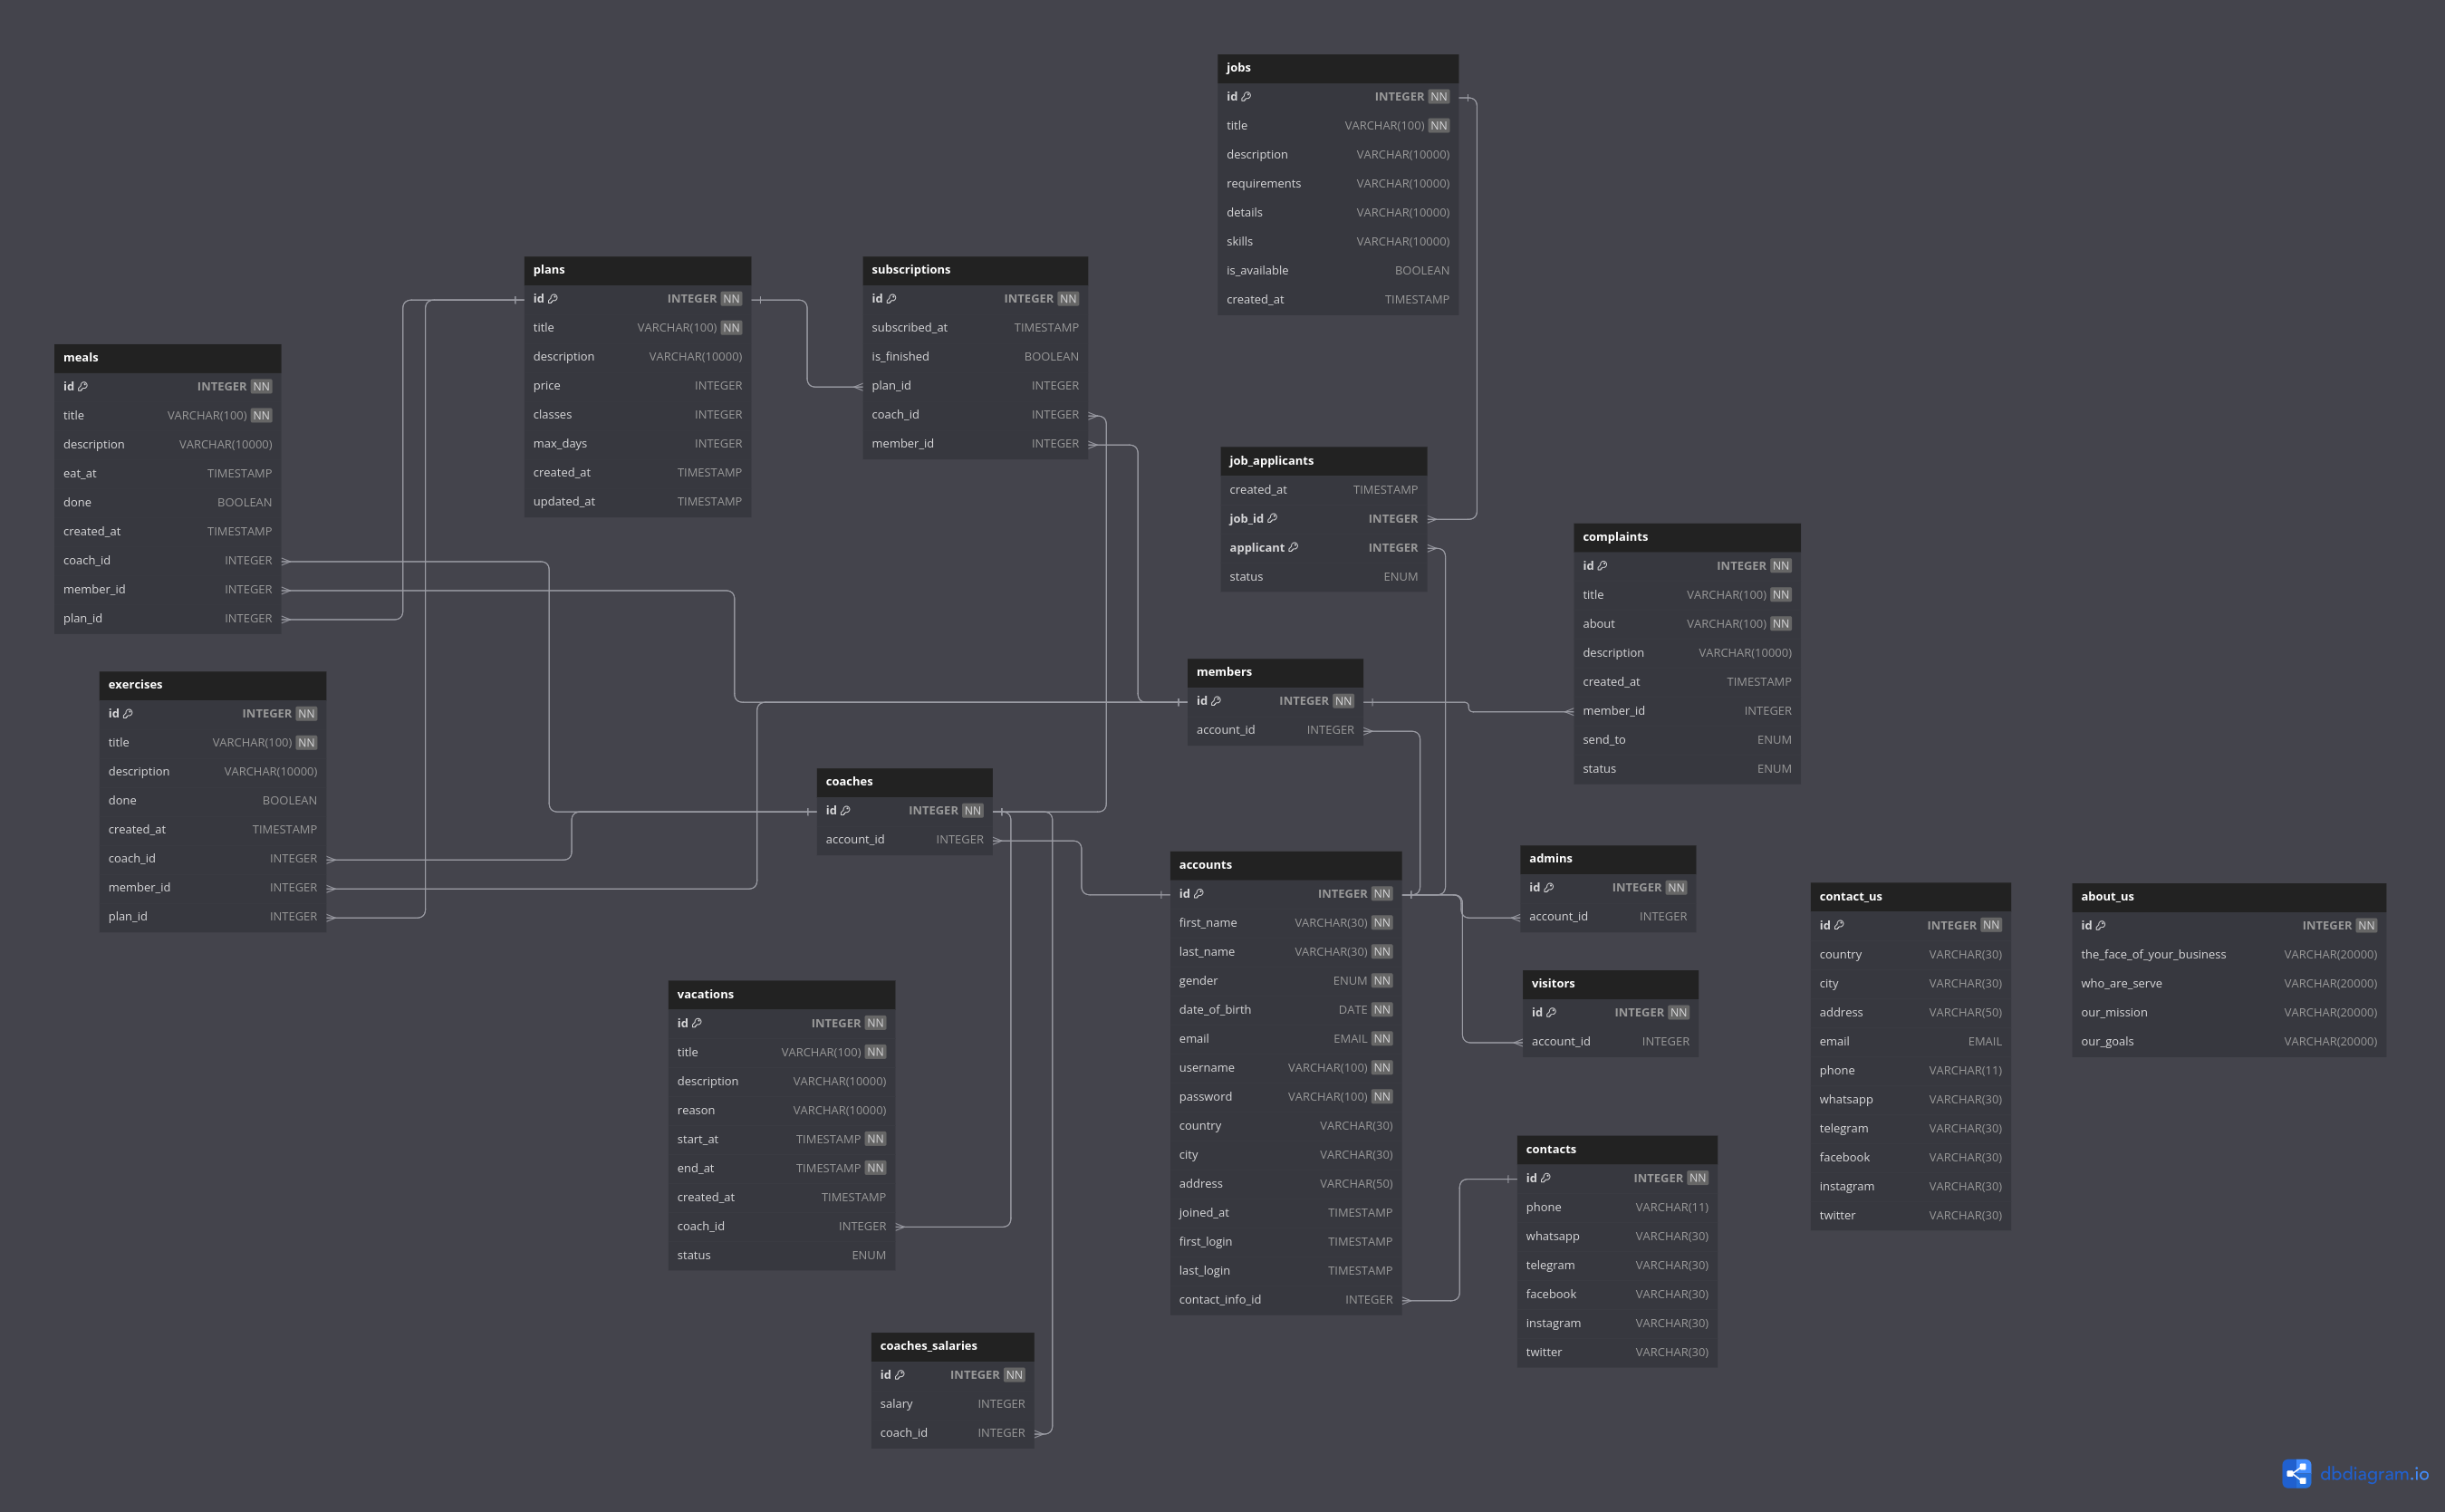 jobs
id INTEGER NN
title VARCHAR(100) NN
description VARCHAR(10000)
requirements VARCHAR(10000)
details VARCHAR(10000)
skills VARCHAR(10000)
is_available BOOLEAN
created_at TIMESTAMP
plans
id INTEGER NN
title VARCHAR(100) NN
description VARCHAR(10000)
price INTEGER
classes INTEGER
max_days INTEGER
created_at TIMESTAMP
updated_at TIMESTAMP
subscriptions
id INTEGER NN
subscribed_at TIMESTAMP
is_finished BOOLEAN
plan_id INTEGER
coach_id INTEGER
member_id INTEGER
meals
id INTEGER NN
title VARCHAR(100) NN
description VARCHAR(10000)
eat_at TIMESTAMP
done BOOLEAN
created_at TIMESTAMP
coach_id INTEGER
member_id INTEGER
plan_id INTEGER
job_applicants
created_at TIMESTAMP
job_id INTEGER
applicant INTEGER
status ENUM
complaints
id INTEGER NN
title VARCHAR(100) NN
about VARCHAR(100) NN
description VARCHAR(10000)
created_at TIMESTAMP
member_id INTEGER
send_to ENUM
status ENUM
exercises
id INTEGER NN
title VARCHAR(100) NN
description VARCHAR(10000)
done BOOLEAN
created_at TIMESTAMP
coach_id INTEGER
member_id INTEGER
plan_id INTEGER
members
id INTEGER NN
account_id INTEGER
coaches
id INTEGER NN
account_id INTEGER
accounts
id INTEGER NN
first_name VARCHAR(30) NN
last_name VARCHAR(30) NN
gender ENUM NN
date_of_birth DATE NN
email EMAIL NN
username VARCHAR(100) NN
password VARCHAR(100) NN
country VARCHAR(30)
city VARCHAR(30)
address VARCHAR(50)
joined_at TIMESTAMP
first_login TIMESTAMP
last_login TIMESTAMP
contact_info_id INTEGER
admins
id INTEGER NN
account_id INTEGER
visitors
id INTEGER NN
account_id INTEGER
contact_us
id INTEGER NN
country VARCHAR(30)
city VARCHAR(30)
address VARCHAR(50)
email EMAIL
phone VARCHAR(11)
whatsapp VARCHAR(30)
telegram VARCHAR(30)
facebook VARCHAR(30)
instagram VARCHAR(30)
twitter VARCHAR(30)
about_us
id INTEGER NN
the_face_of_your_business VARCHAR(20000)
who_are_serve VARCHAR(20000)
our_mission VARCHAR(20000)
our_goals VARCHAR(20000)
vacations
id INTEGER NN
title VARCHAR(100) NN
description VARCHAR(10000)
reason VARCHAR(10000)
start_at TIMESTAMP NN
end_at TIMESTAMP NN
created_at TIMESTAMP
coach_id INTEGER
status ENUM
contacts
id INTEGER NN
phone VARCHAR(11)
whatsapp VARCHAR(30)
telegram VARCHAR(30)
facebook VARCHAR(30)
instagram VARCHAR(30)
twitter VARCHAR(30)
coaches_salaries
id INTEGER NN
salary INTEGER
coach_id INTEGER
dbdiagram.io